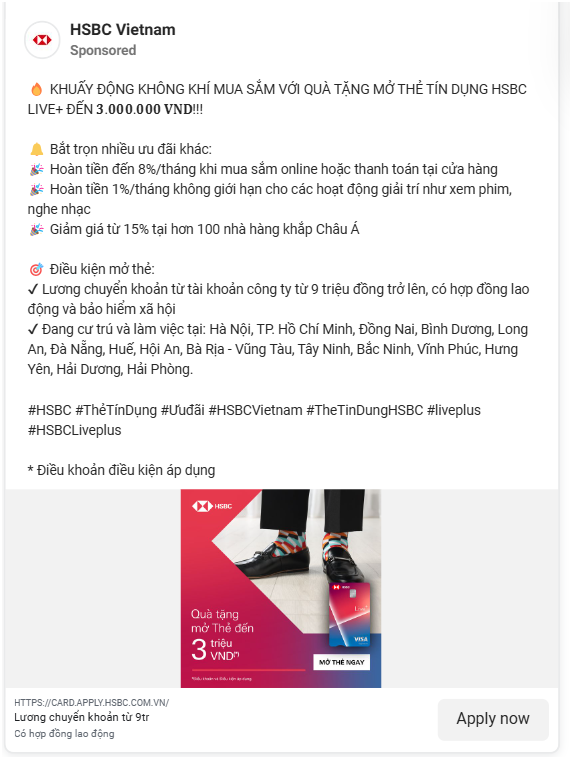 HSBC Vietnam
Sponsored
🔥 KHUẤY ĐỘNG KHÔNG KHÍ MUA SẮM VỚI QUÀ TẶNG MỞ THẺ TÍN DỤNG HSBC
LIVE+ ĐẾN 𝟑.𝟎𝟎𝟎.𝟎𝟎𝟎 𝐕𝐍𝐃!!!
🔔 Bắt trọn nhiều ưu đãi khác:
🎉 Hoàn tiền đến 8%/tháng khi mua sắm online hoặc thanh toán tại cửa hàng
🎉 Hoàn tiền 1%/tháng không giới hạn cho các hoạt động giải trí như xem phim,
nghe nhạc
🎉 Giảm giá từ 15% tại hơn 100 nhà hàng khắp Châu Á
🎯 Điều kiện mở thẻ:
✓ Lương chuyển khoản từ tài khoản công ty từ 9 triệu đồng trở lên, có hợp đồng lao
động và bảo hiểm xã hội
✓ Đang cư trú và làm việc tại: Hà Nội, TP. Hồ Chí Minh, Đồng Nai, Bình Dương, Long
An, Đà Nẵng, Huế, Hội An, Bà Rịa - Vũng Tàu, Tây Ninh, Bắc Ninh, Vĩnh Phúc, Hưng
Yên, Hải Dương, Hải Phòng.
#HSBC #ThẻTínDụng #Ưuđãi #HSBCVietnam #TheTinDungHSBC #liveplus
#HSBCLiveplus
* Điều khoản điều kiện áp dụng
HSBC
Quà tặng
mở Thẻ đến
3 triệu
VND(*)
HSBC
Live+
VISA
MỞ THẺ NGAY
*Điều khoản và điều kiện áp dụng
HTTPS://CARD.APPLY.HSBC.COM.VN/
Lương chuyển khoản từ 9tr
Có hợp đồng lao động
Apply now